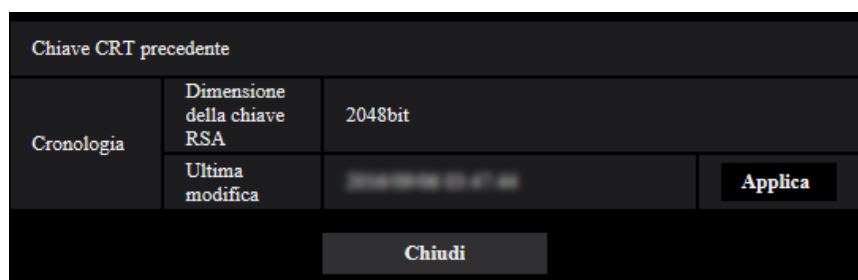 Chiave CRT precedente
Cronologia
Dimensione
della chiave
RSA
2048bit
Ultima
modifica
Applica
Chiudi